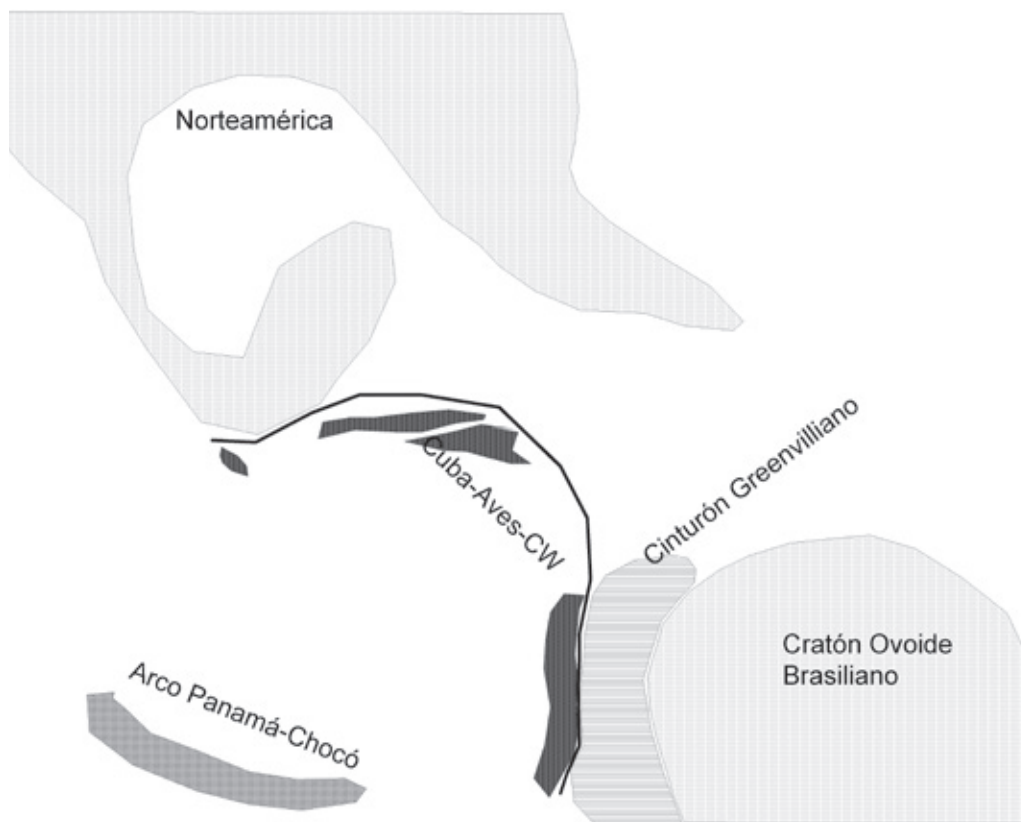 Norteamérica
Cuba-Aves-CW
Cinturón Greenvilliano
Arco Panamá-Chocó
Cratón Ovoide
Brasiliano